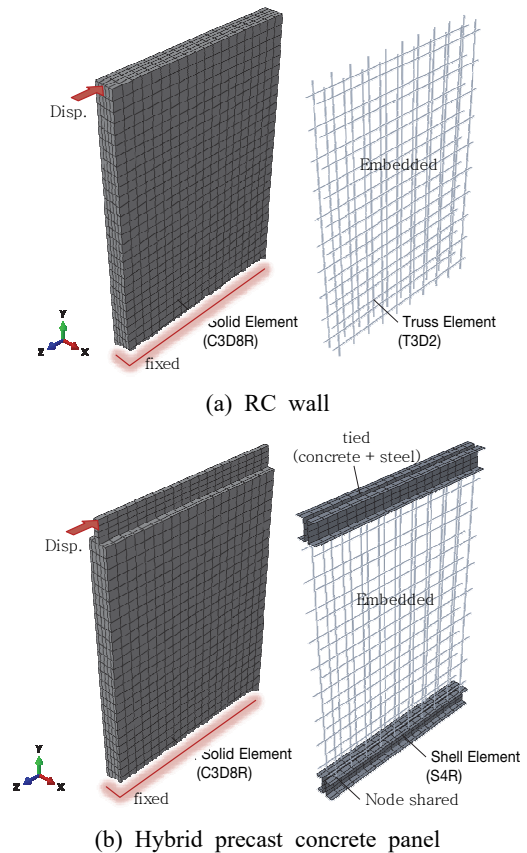 Disp.
Embedded
Solid Element
(C3D8R)
Truss Element
(T3D2)
fixed
Y
Z
X
(a) RC wall
tied
(concrete + steel)
Disp.
Embedded
Solid Element
(C3D8R)
Shell Element
(S4R)
fixed
Node shared
Y
Z
X
(b) Hybrid precast concrete panel